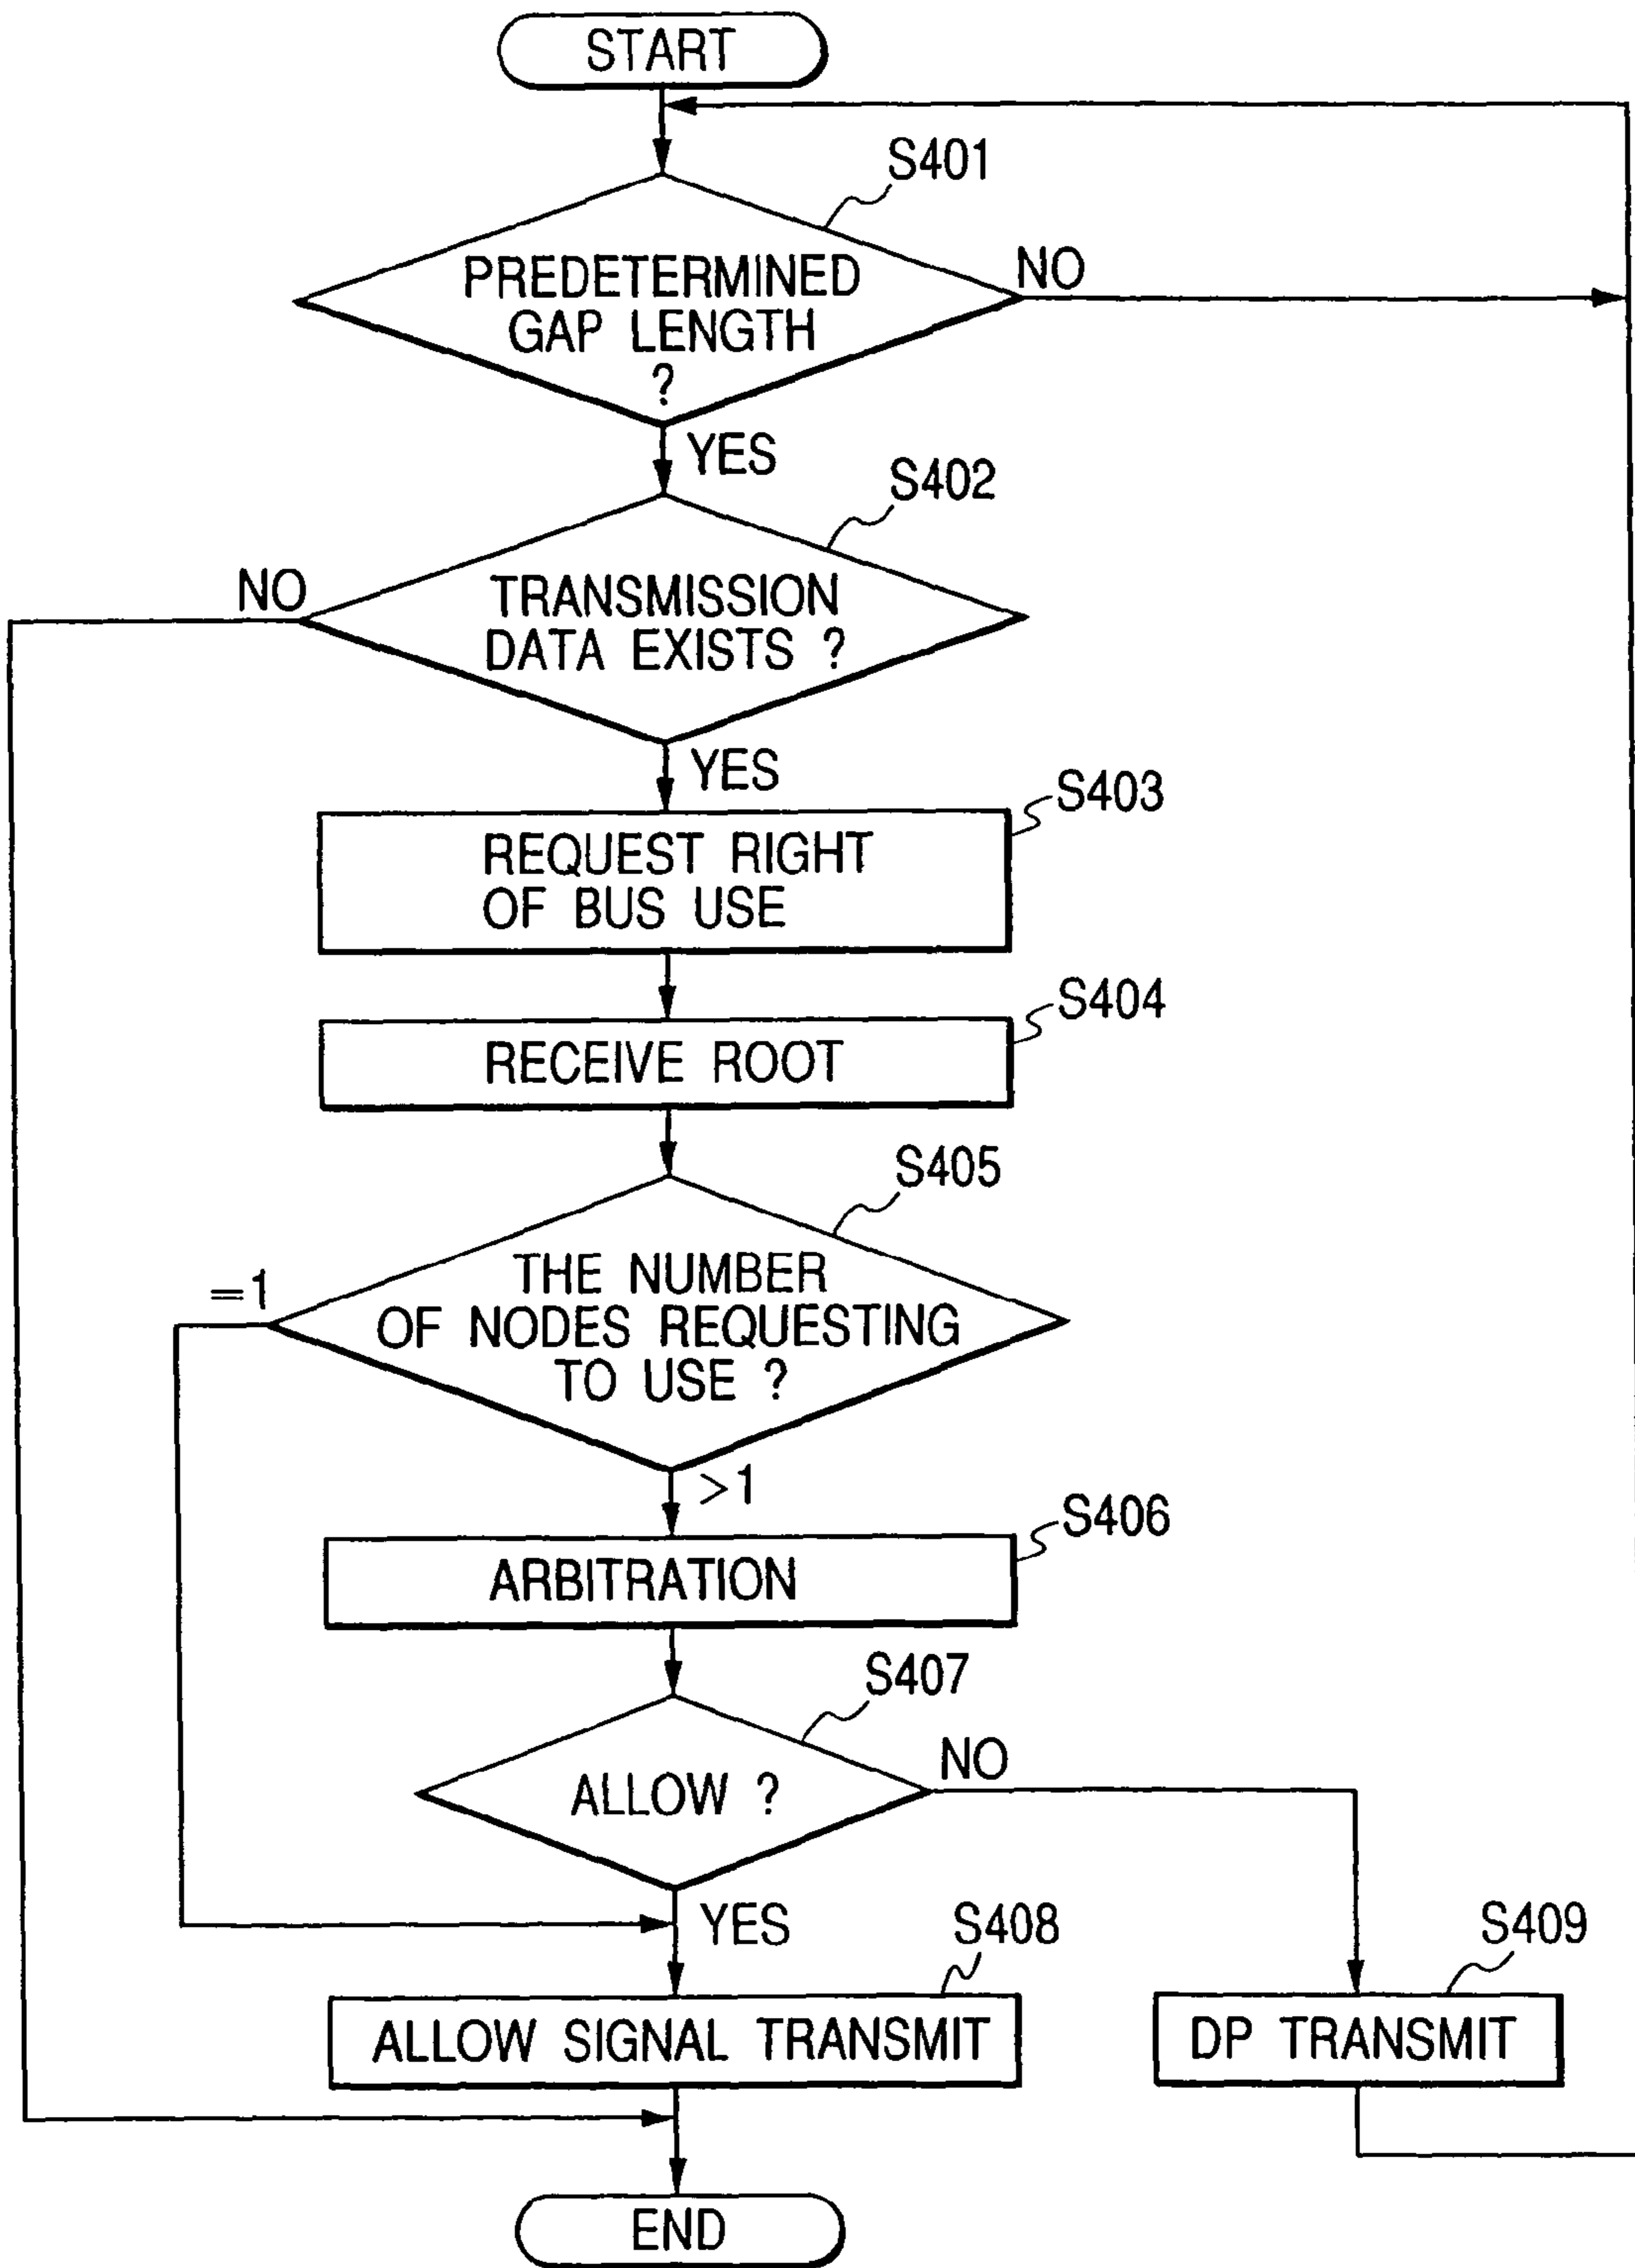 START
S401
PREDETERMINED
GAP LENGTH
?
NO
YES
S402
NO
TRANSMISSION
DATA EXISTS ?
YES
S403
REQUEST RIGHT
OF BUS USE
S404
RECEIVE ROOT
S405
=1
THE NUMBER
OF NODES REQUESTING
TO USE ?
>1
S406
ARBITRATION
S407
NO
ALLOW ?
YES
S408
S409
ALLOW SIGNAL TRANSMIT
DP TRANSMIT
END